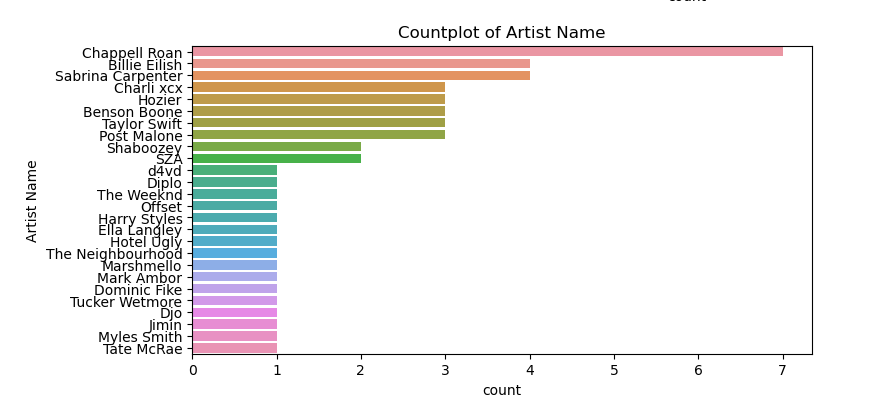 count
Countplot of Artist Name
Chappell Roan
Billie Eilish
Sabrina Carpenter
Charli xcx
Hozier
Benson Boone
Taylor Swift
Post Malone
Shaboozey
SZA
d4vd
Diplo
The Weeknd
Offset
Harry Styles
Ella Langley
Hotel Ugly
The Neighbourhood
Marshmello
Mark Ambor
Dominic Fike
Tucker Wetmore
Djo
Jimin
Myles Smith
Tate McRae
Artist Name
0 1 2 3 4 5 6 7
count